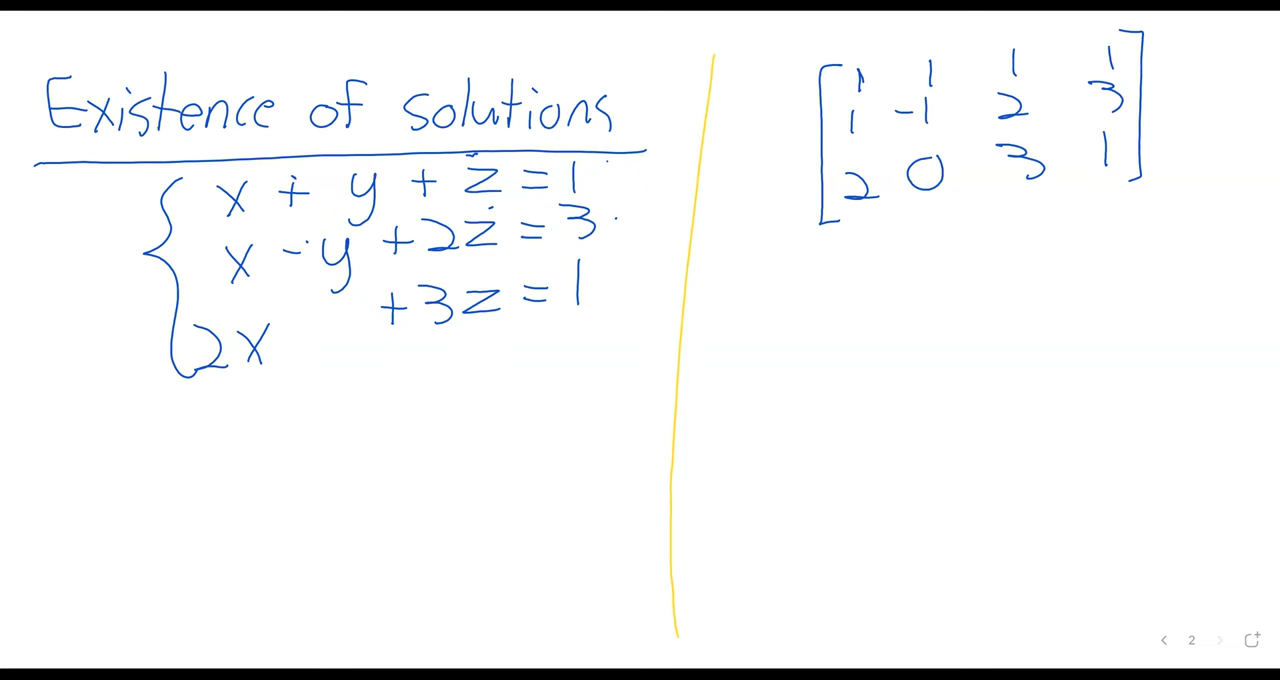 Existence of solutions
x + y + z = 1
x - y + 2z = 3
2x + 3z = 1
1 1 1 1
1 -1 2 3
2 0 3 1
2